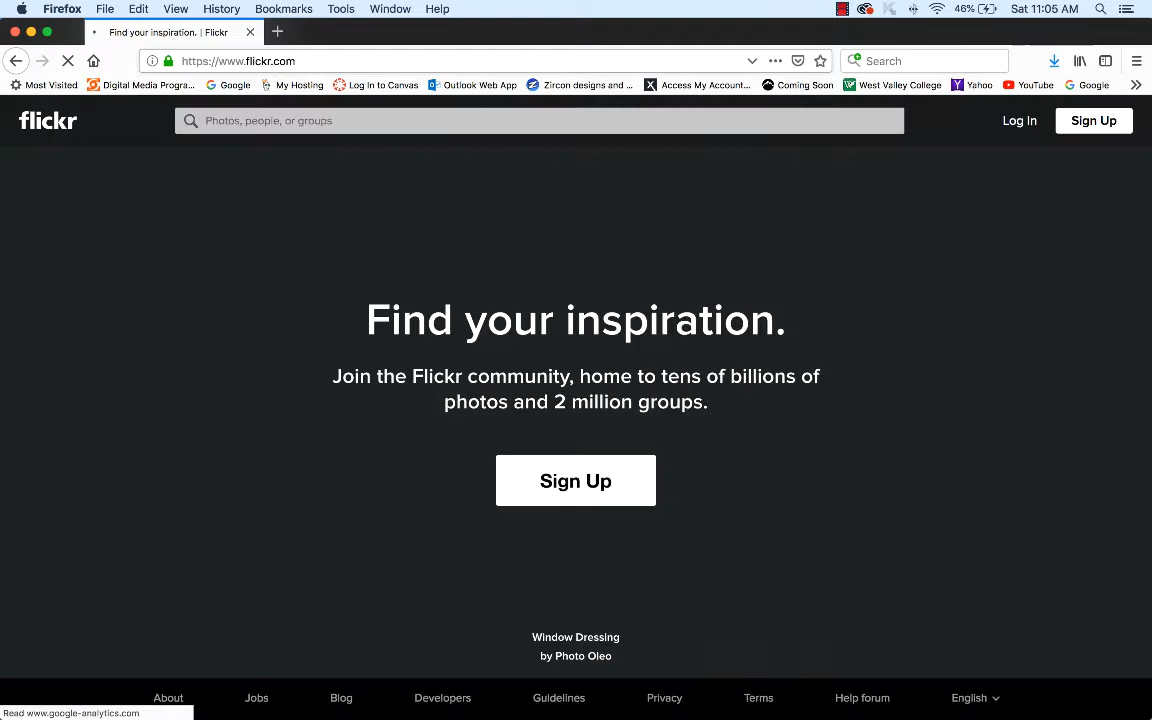 Firefox File Edit View History Bookmarks Tools Window Help 46% Sat 11:05 AM
Find your inspiration. | Flickr
https://www.flickr.com Search
Most Visited Digital Media Progra... Google My Hosting Log In to Canvas Outlook Web App Zircon designs and ... Access My Account... Coming Soon West Valley College Yahoo YouTube Google
flickr Photos, people, or groups Log In Sign Up
Find your inspiration.
Join the Flickr community, home to tens of billions of
photos and 2 million groups.
Sign Up
Window Dressing
by Photo Oleo
About Jobs Blog Developers Guidelines Privacy Terms Help forum English
Read www.google-analytics.com